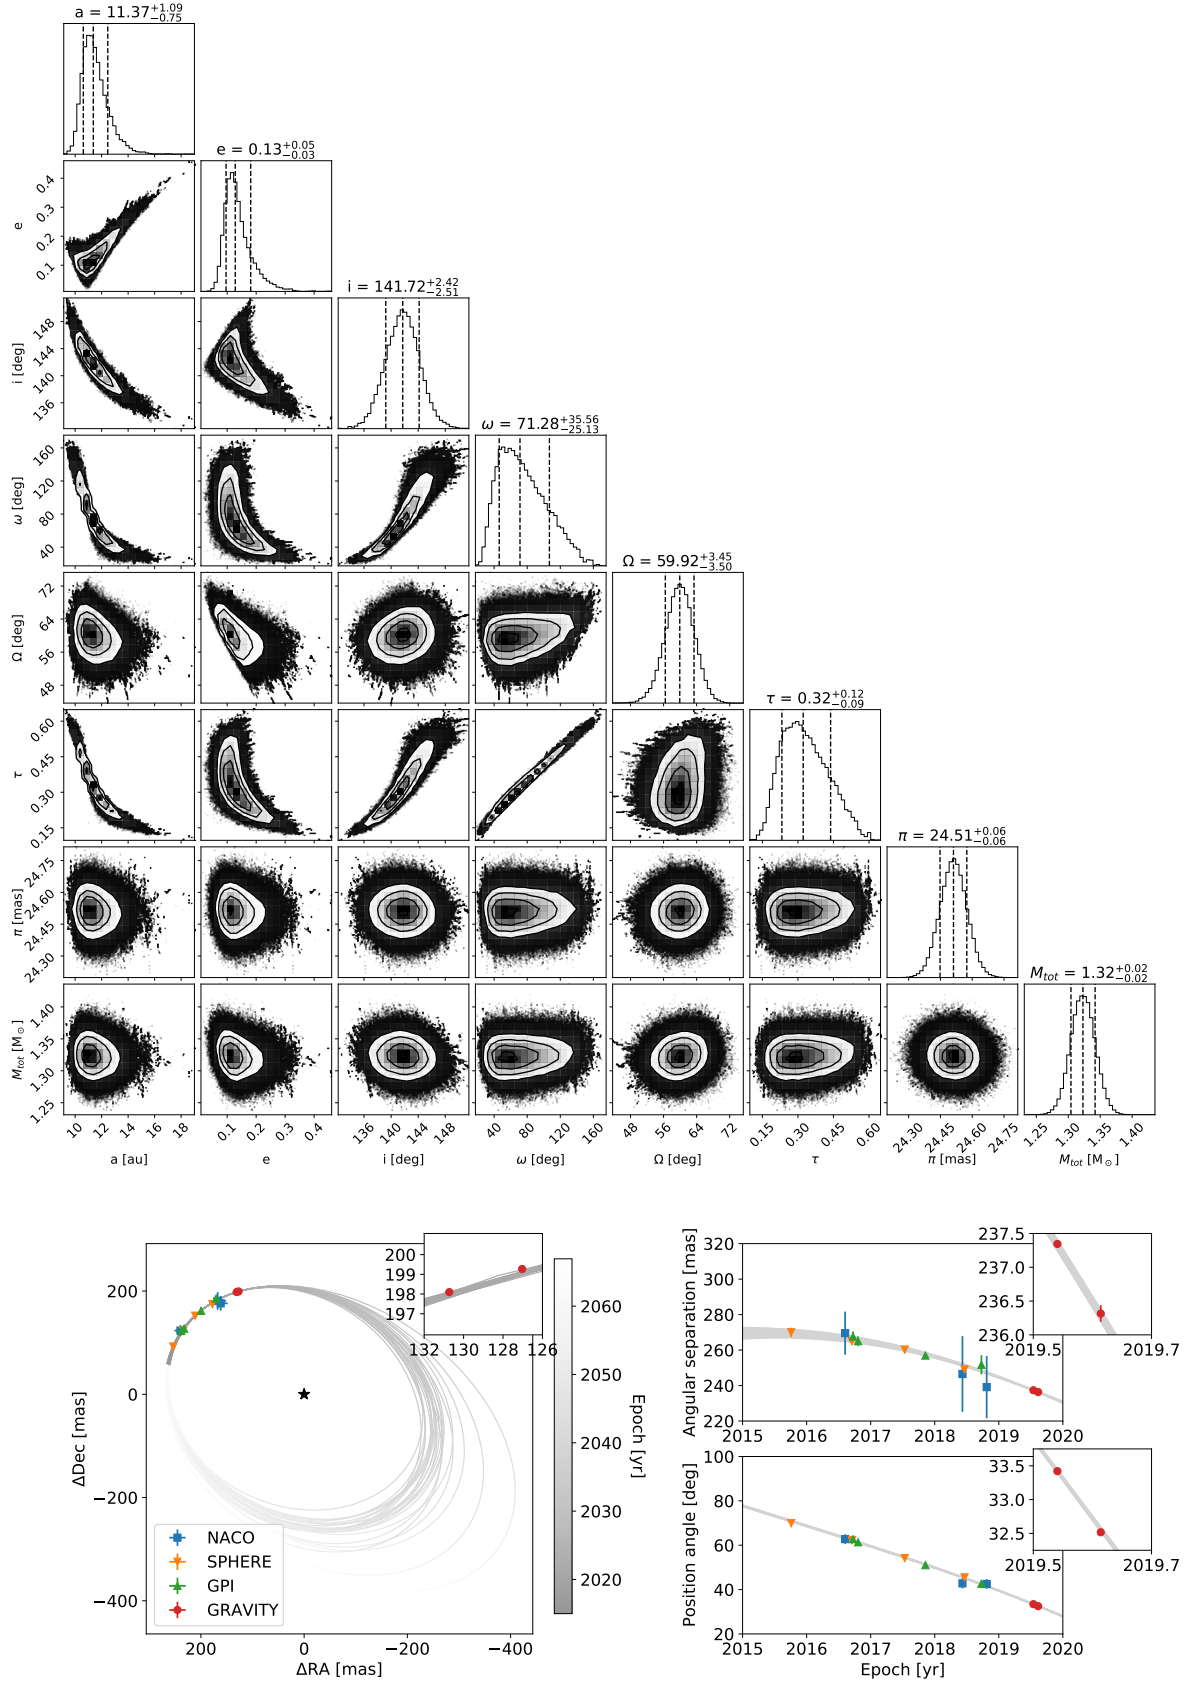 a = 11.37+1.09−0.75
e = 0.13+0.05−0.03
e
0.4
0.3
0.2
0.1
i = 141.72+2.42−2.51
i [deg]
148
144
140
136
ω = 71.28+35.56−25.13
ω [deg]
160
120
80
40
Ω = 59.92+3.45−3.50
Ω [deg]
72
64
56
48
τ = 0.32+0.12−0.09
τ
0.60
0.45
0.30
0.15
π = 24.51+0.06−0.06
π [mas]
24.75
24.60
24.45
24.30
Mtot = 1.32+0.02−0.02
Mtot [M⊙]
1.40
1.35
1.30
1.25
10 12 14 16 18
0.1 0.2 0.3 0.4
136 140 144 148
40 80 120 160
48 56 64 72
0.15 0.30 0.45 0.60
24.30 24.45 24.60 24.75
1.25 1.30 1.35 1.40
a [au] e i [deg] ω [deg] Ω [deg] τ π [mas] Mtot [M⊙]
ΔDec [mas]
200
0
−200
−400
200 0 −200 −400
ΔRA [mas]
NACO
SPHERE
GPI
GRAVITY
200
199
198
197
132 130 128 126
2060
2050
2040
2030
2020
Epoch [yr]
Angular separation [mas]
320
300
280
260
240
220
2015 2016 2017 2018 2019 2020
237.5
237.0
236.5
236.0
2019.5 2019.7
Position angle [deg]
100
80
60
40
20
2015 2016 2017 2018 2019 2020
Epoch [yr]
33.5
33.0
32.5
2019.5 2019.7